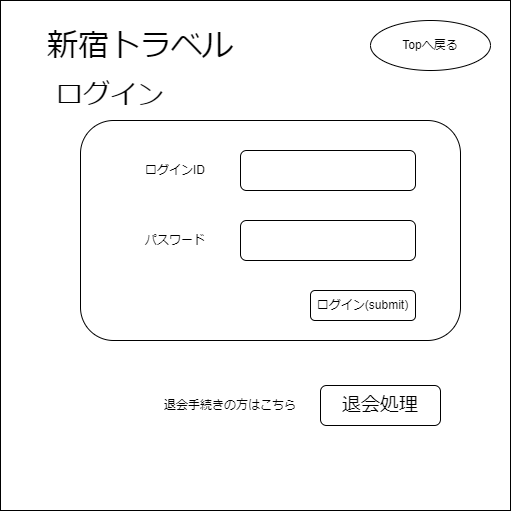 新宿トラベル
Topへ戻る
ログイン
ログインID
パスワード
ログイン(submit)
退会手続きの方はこちら
退会処理